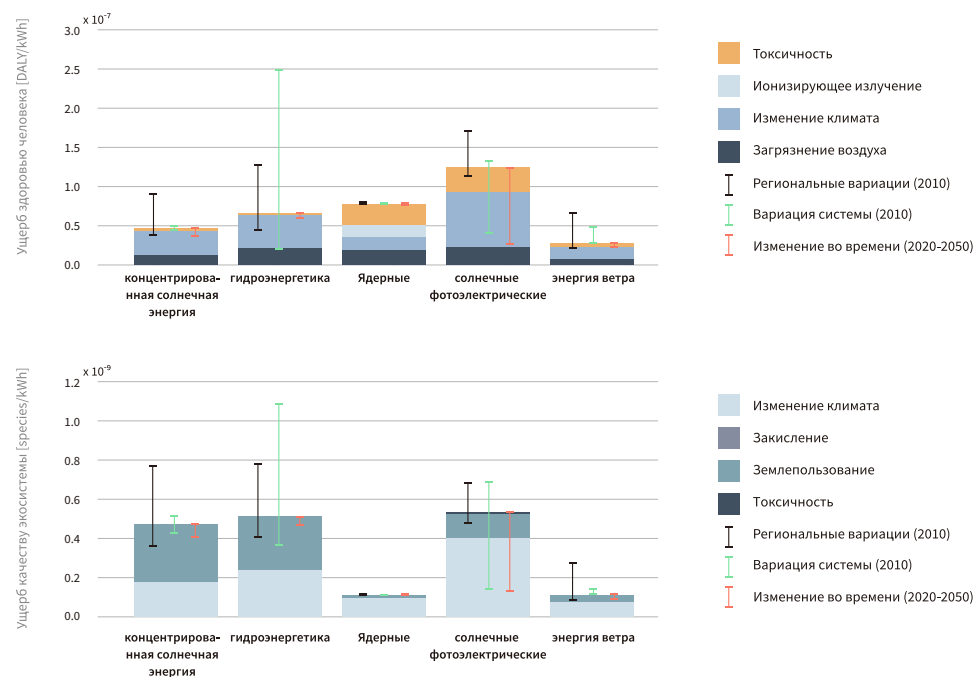 Ущерб здоровью человека [DALY/kWh]
x 10-7
3.0
2.5
2.0
1.5
1.0
0.5
0.0
концентрирова-
нная солнечная
энергия
гидроэнергетика
Ядерные
солнечные
фотоэлектрические
энергия ветра
Токсичность
Ионизирующее излучение
Изменение климата
Загрязнение воздуха
Региональные вариации (2010)
Вариация системы (2010)
Изменение во времени (2020-2050)
Ущерб качеству экосистемы [species/kWh]
x 10-9
1.2
1.0
0.8
0.6
0.4
0.2
0.0
концентрирова-
нная солнечная
энергия
гидроэнергетика
Ядерные
солнечные
фотоэлектрические
энергия ветра
Изменение климата
Закисление
Землепользование
Токсичность
Региональные вариации (2010)
Вариация системы (2010)
Изменение во времени (2020-2050)